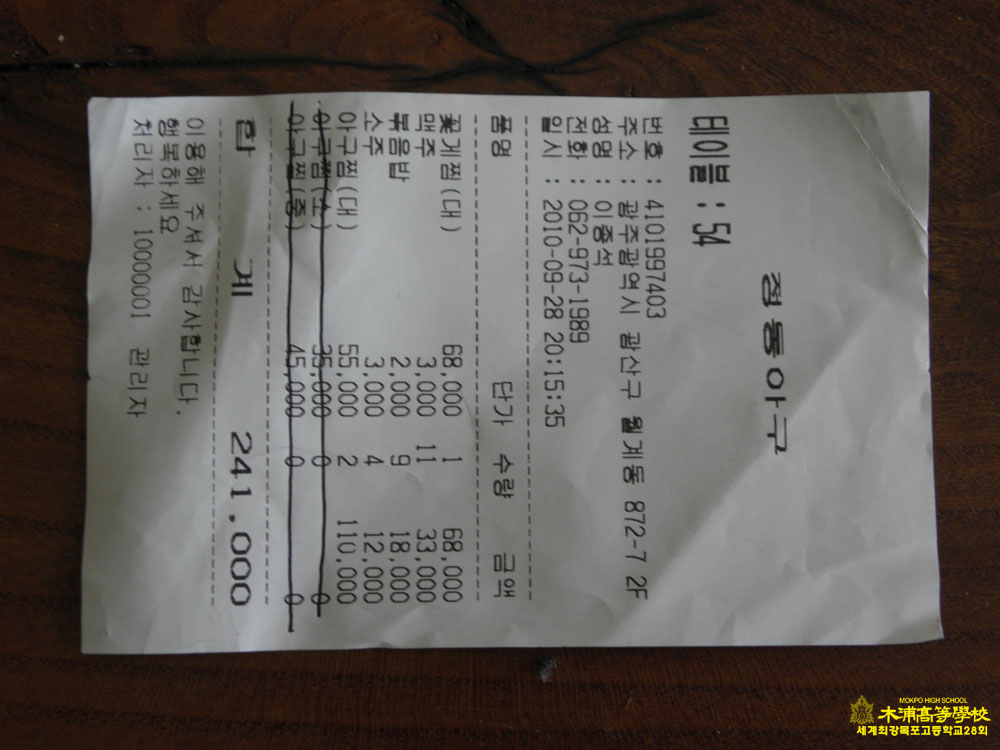 정통아구
테이블 : 54
번호 : 4101997403
주소 : 광주광역시 광산구 월계동 872-7 2F
성명 : 이종석
전화 : 062-973-1989
일시 : 2010-09-28 20:15:35
품명 단가 수량 금액
꽃게찜(대) 68,000 1 68,000
맥주 3,000 11 33,000
볶음밥 2,000 9 18,000
소주 3,000 4 12,000
아구찜(대) 55,000 2 110,000
아구찜(소) 35,000 0 0
아구찜(중) 45,000 0 0
합 계 241.000
이용해 주셔서 감사합니다.
행복하세요
처리자 : 10000001 관리자
MOKPO HIGH SCHOOL
木浦高等學校
세계최강목포고등학교28회